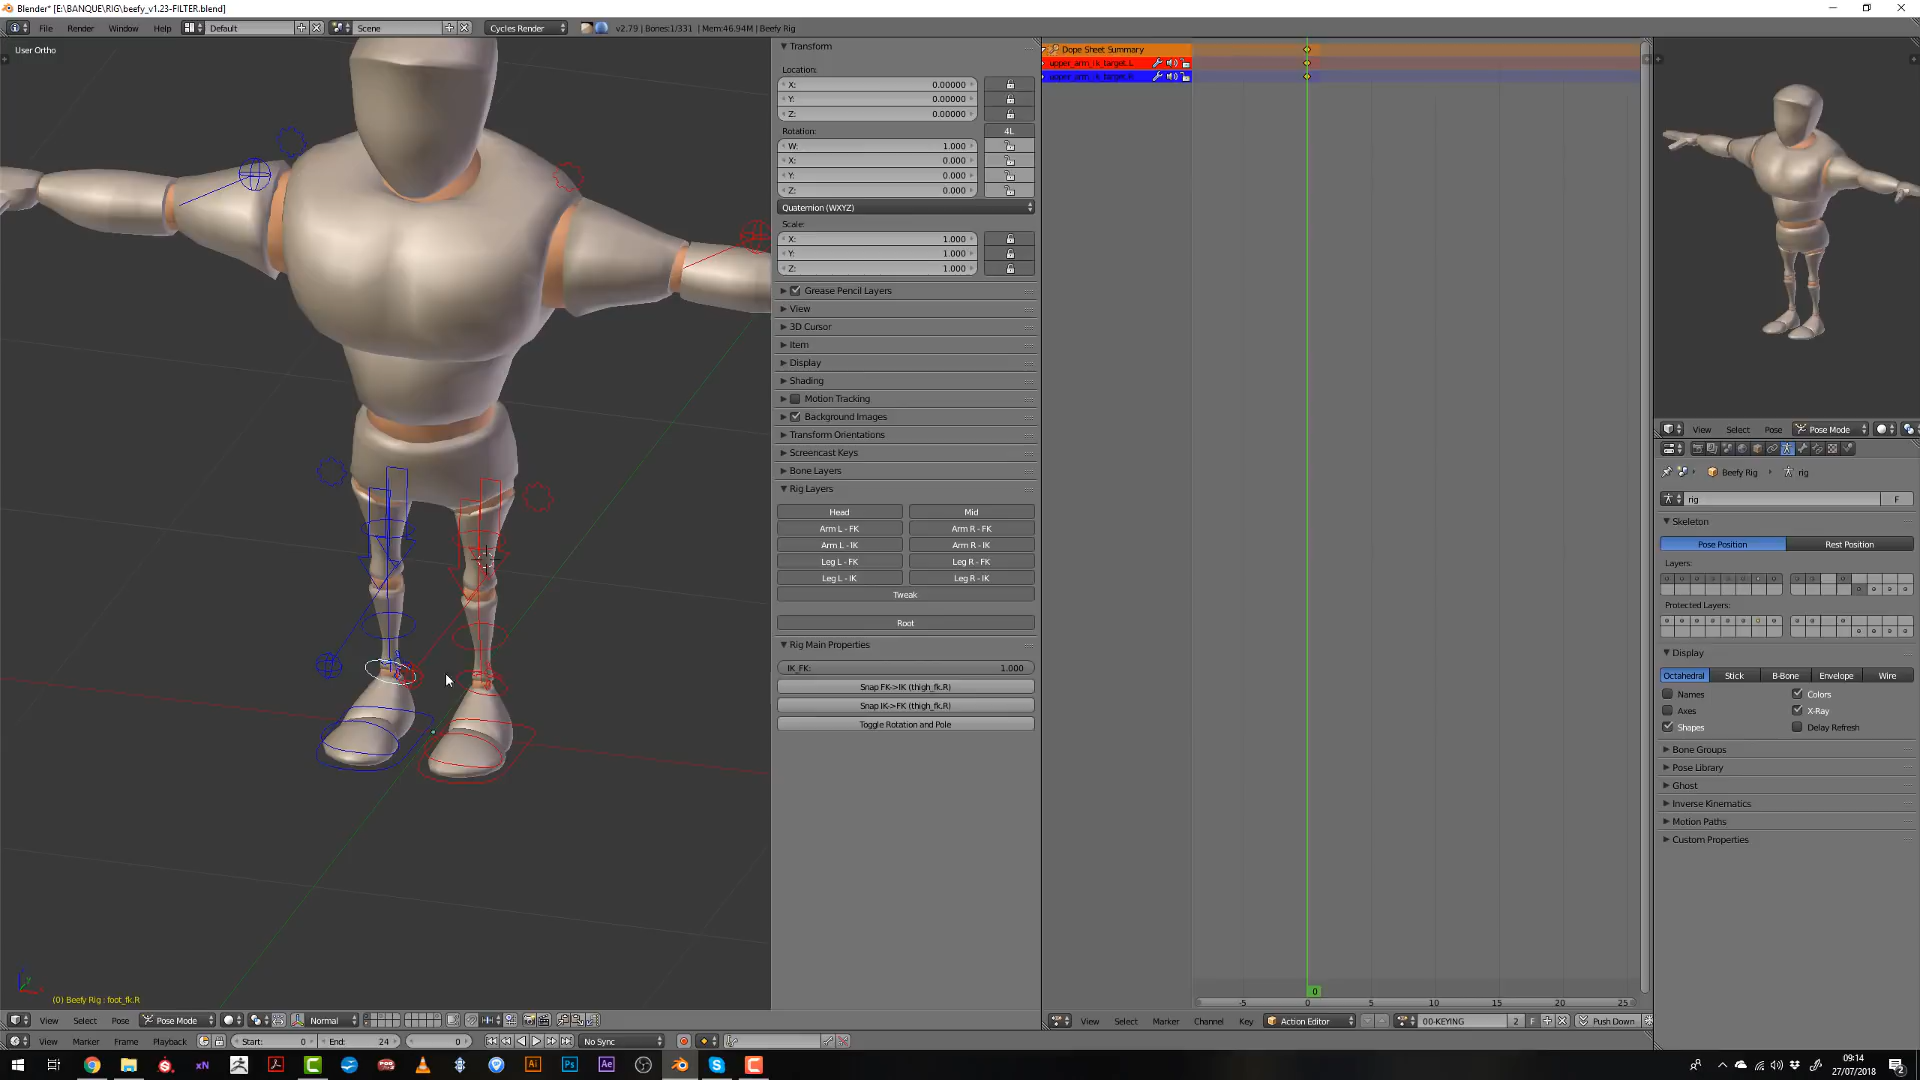 Blender* [E:\BANQUE\RIG\beefy_v1.23-FILTER.blend]
File Render Window Help Default Scene Cycles Render v2.79 | Bones:1/331 | Mem:46.94M | Beefy Rig
User Ortho
(0) Beefy Rig : foot_fk.R
Transform
Location:
X: 0.00000
Y: 0.00000
Z: 0.00000
Rotation: 4L
W: 1.000
X: 0.000
Y: 0.000
Z: 0.000
Quaternion (WXYZ)
Scale:
X: 1.000
Y: 1.000
Z: 1.000
Grease Pencil Layers
View
3D Cursor
Item
Display
Shading
Motion Tracking
Background Images
Transform Orientations
Screencast Keys
Bone Layers
Rig Layers
Head Mid
Arm L - FK Arm R - FK
Arm L - IK Arm R - IK
Leg L - FK Leg R - FK
Leg L - IK Leg R - IK
Tweak
Root
Rig Main Properties
IK_FK: 1.000
Snap FK->IK (thigh_fk.R)
Snap IK->FK (thigh_fk.R)
Toggle Rotation and Pole
Dope Sheet Summary
upper_arm_ik_target.L
upper_arm_ik_target.R
0
-5 0 5 10 15 20 25
View Select Marker Channel Key Action Editor 00-KEYING 2 F Push Down
View Select Pose Pose Mode
Beefy Rig rig
rig F
Skeleton
Pose Position Rest Position
Layers:
Protected Layers:
Display
Octahedral Stick B-Bone Envelope Wire
Names Colors
Axes X-Ray
Shapes Delay Refresh
Bone Groups
Pose Library
Ghost
Inverse Kinematics
Motion Paths
Custom Properties
View Select Pose Pose Mode Normal
View Marker Frame Playback Start: 0 End: 24 0 No Sync
09:14
27/07/2018